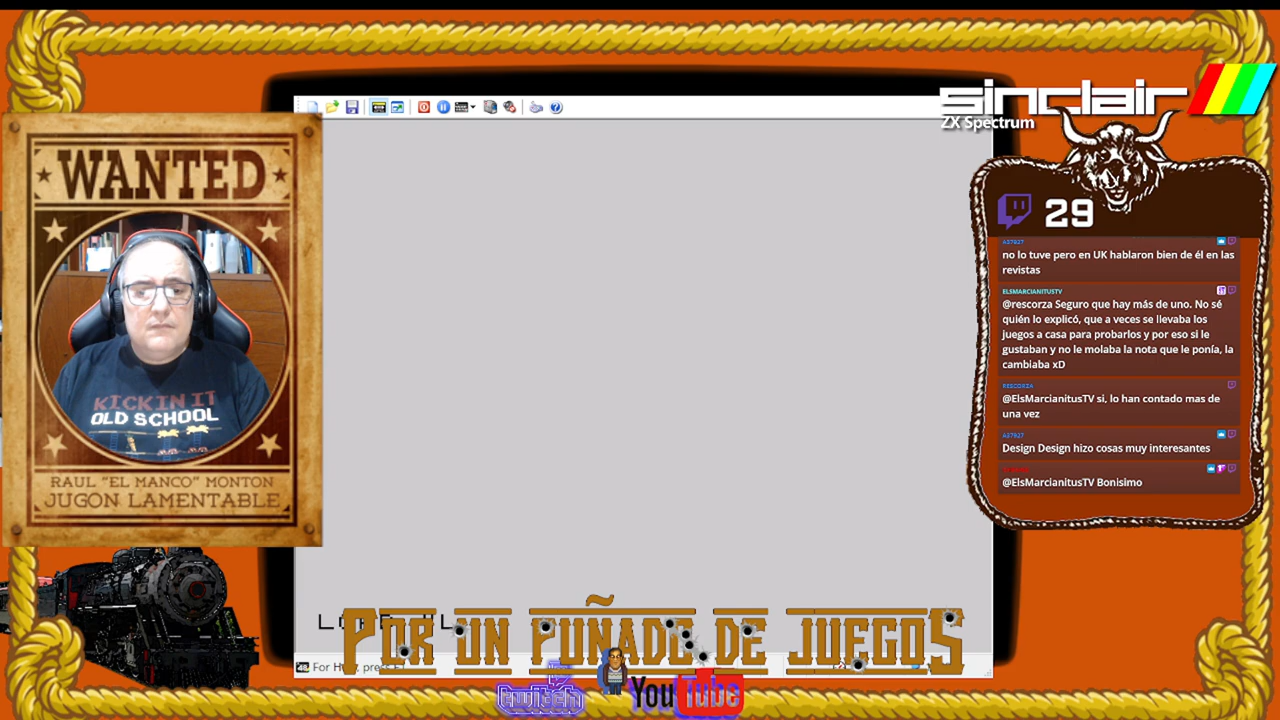 sinclair
ZX Spectrum
WANTED
KICKIN IT
OLD SCHOOL
RAUL "EL MANCO" MONTON
JUGON LAMENTABLE
29
A37927
no lo tuve pero en UK hablaron bien de él en las
revistas
ELSMARCIANITUSTV
@rescorza Seguro que hay más de uno. No sé
quién lo explicó, que a veces se llevaba los
juegos a casa para probarlos y por eso si le
gustaban y no le molaba la nota que le ponía, la
cambiaba xD
RESCORZA
@ElsMarcianitusTV si, lo han contado mas de
una vez
A37927
Design Design hizo cosas muy interesantes
@ElsMarcianitusTV Bonisimo
POR UN PUÑADO DE JUEGOS
48 For
press
twitch
YouTube